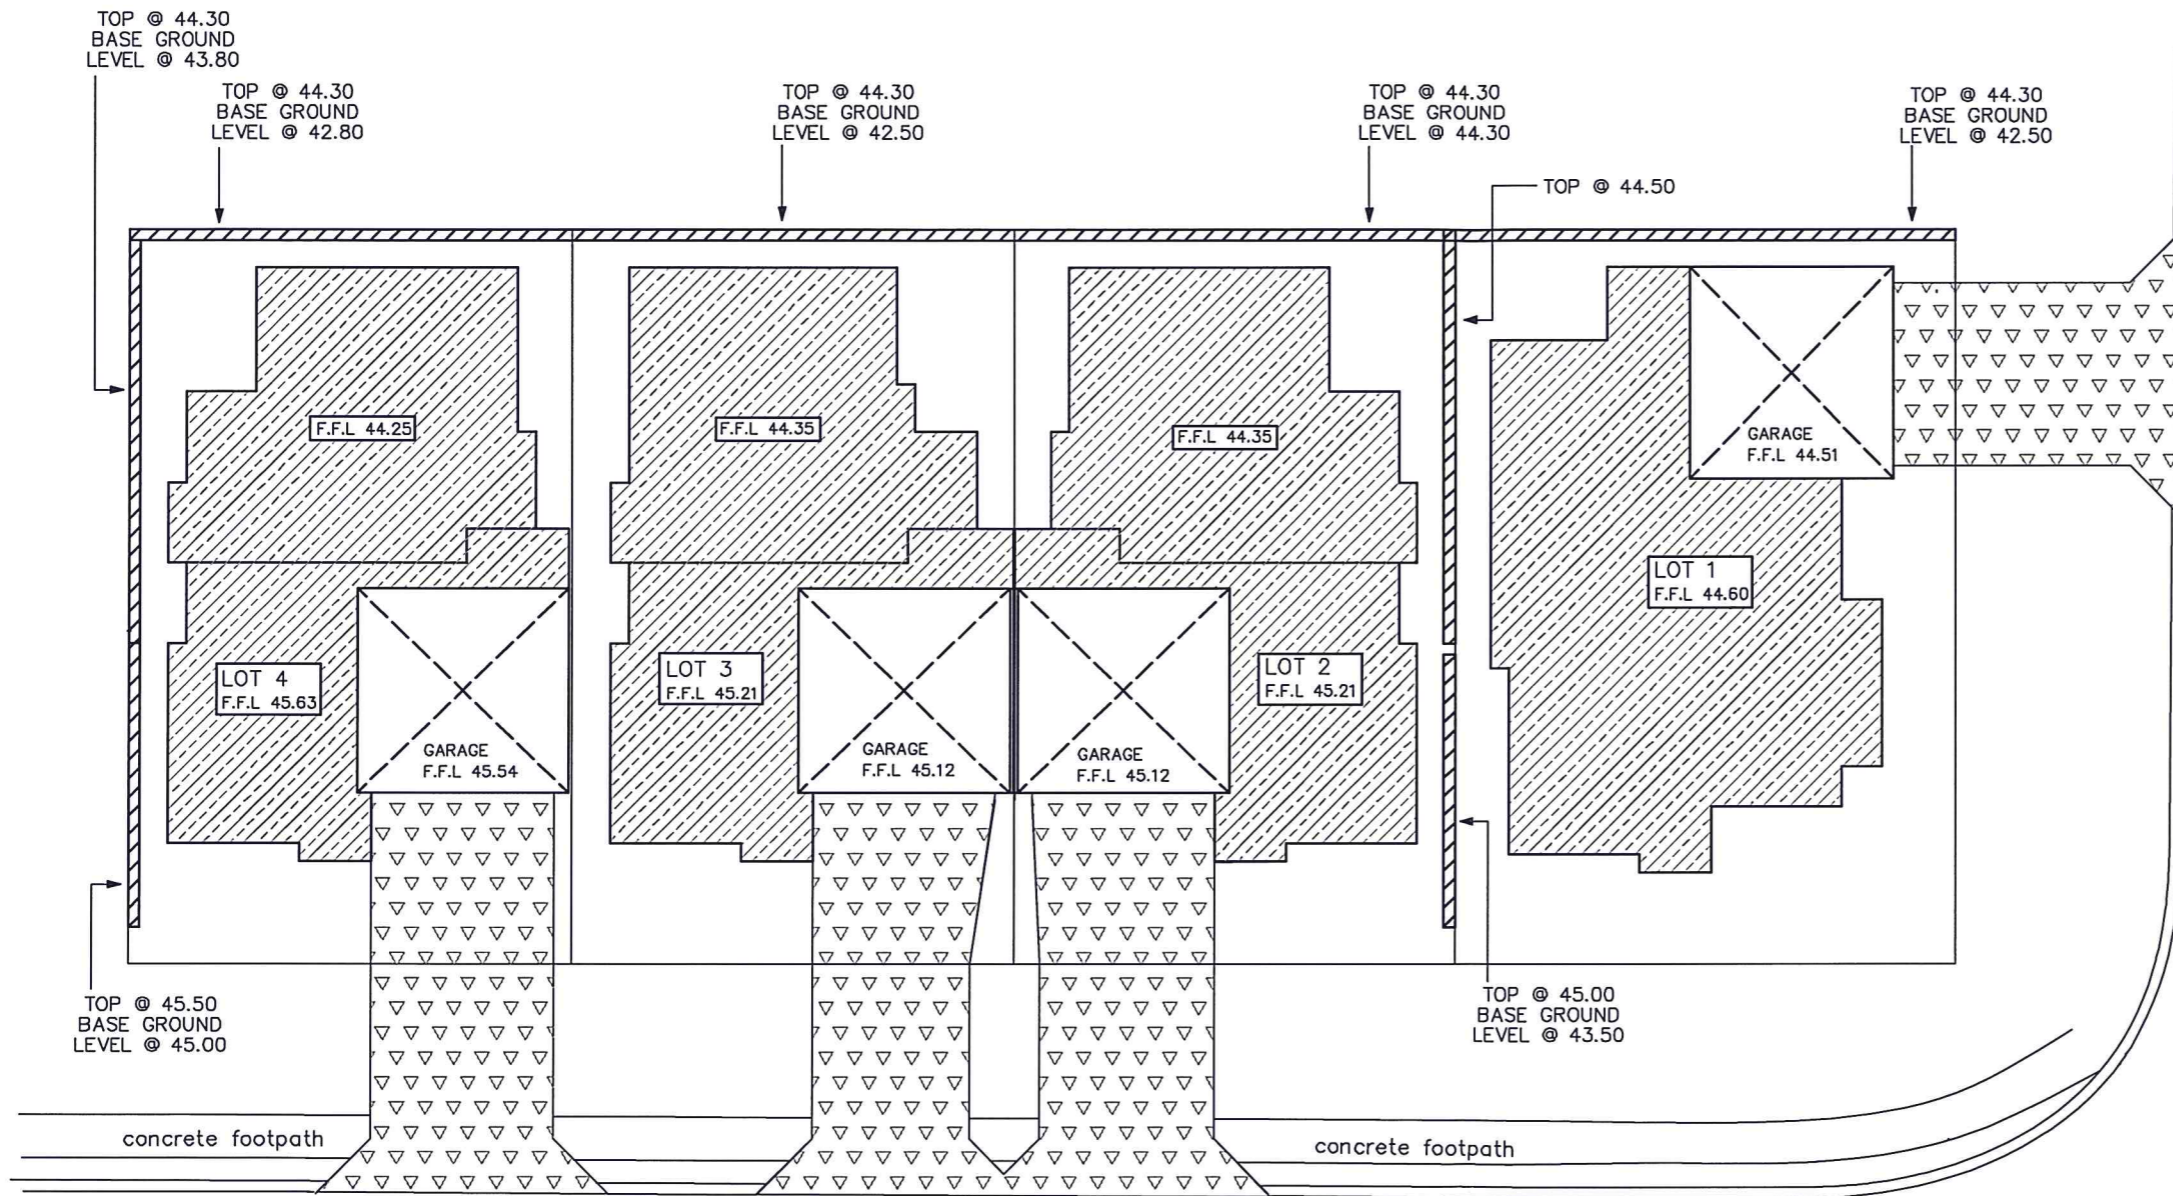 TOP @ 44.30
BASE GROUND
LEVEL @ 43.80
TOP @ 44.30
BASE GROUND
LEVEL @ 42.80
TOP @ 44.30
BASE GROUND
LEVEL @ 42.50
TOP @ 44.30
BASE GROUND
LEVEL @ 44.30
TOP @ 44.30
BASE GROUND
LEVEL @ 42.50
TOP @ 44.50
F.F.L 44.25
F.F.L 44.35
F.F.L 44.35
GARAGE
F.F.L 44.51
LOT 1
F.F.L 44.60
LOT 4
F.F.L 45.63
GARAGE
F.F.L 45.54
LOT 3
F.F.L 45.21
GARAGE
F.F.L 45.12
GARAGE
F.F.L 45.12
LOT 2
F.F.L 45.21
TOP @ 45.50
BASE GROUND
LEVEL @ 45.00
TOP @ 45.00
BASE GROUND
LEVEL @ 43.50
concrete footpath
concrete footpath